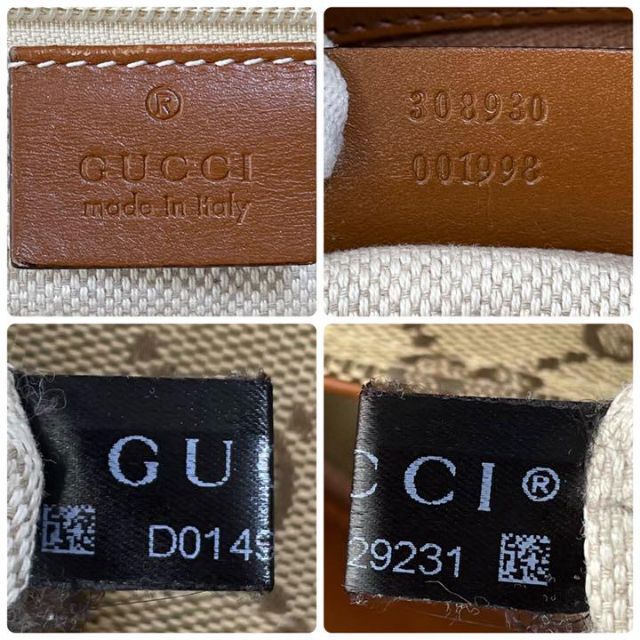 ®
GUCCI
made in Italy
308930
001998
GU
D0149
CCI®
29231